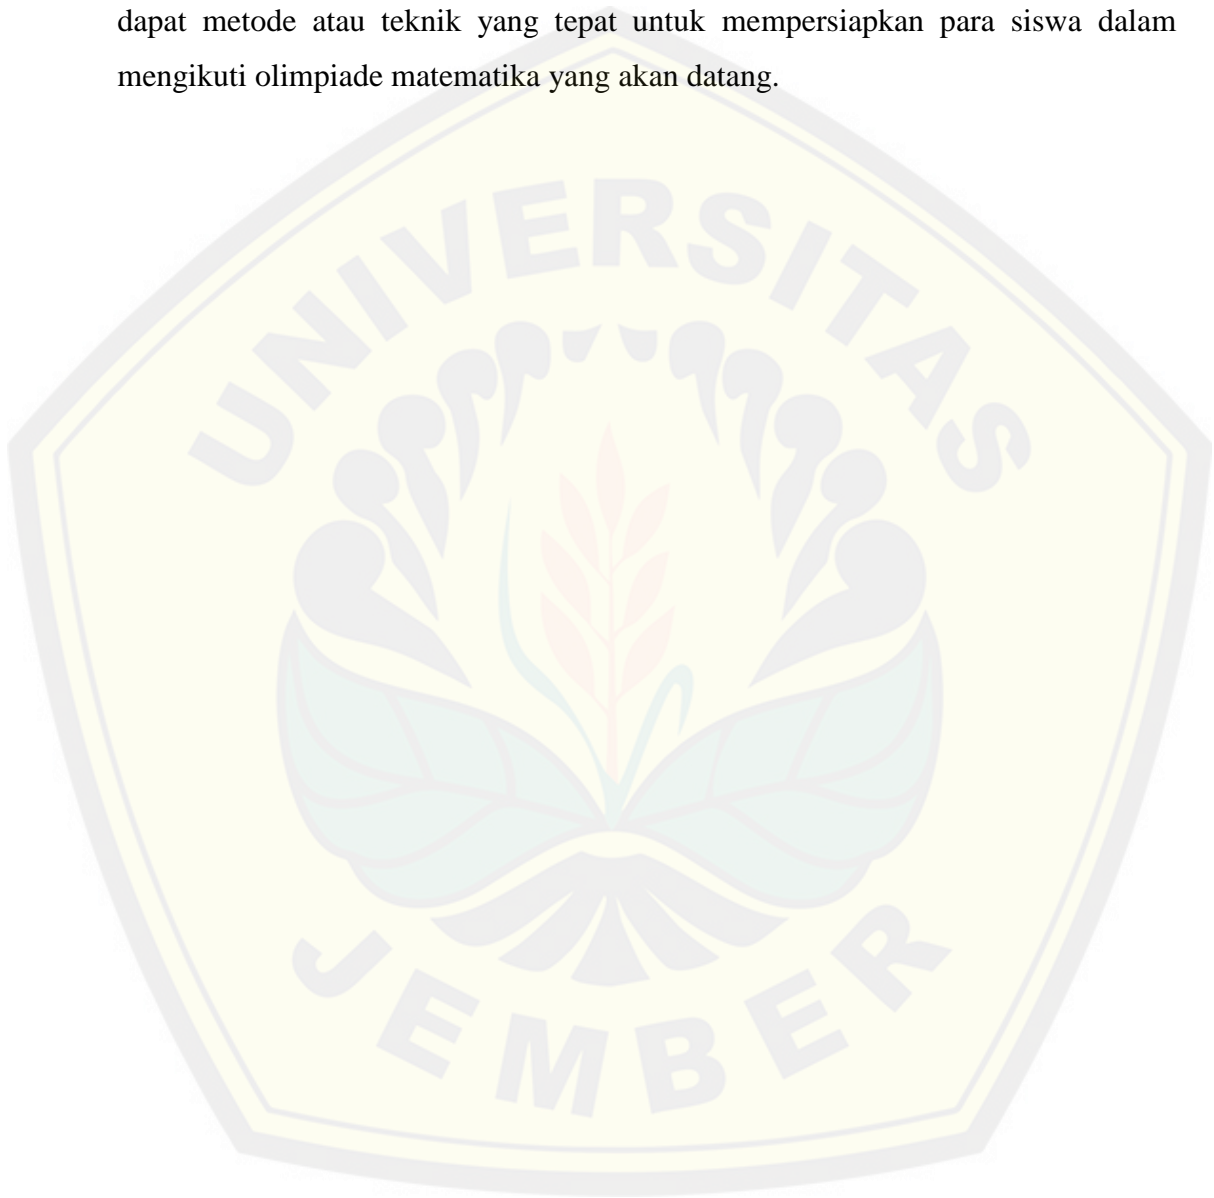 dapat metode atau teknik yang tepat untuk mempersiapkan para siswa dalam
mengikuti olimpiade matematika yang akan datang.
UNIVERSITAS
JEMBER